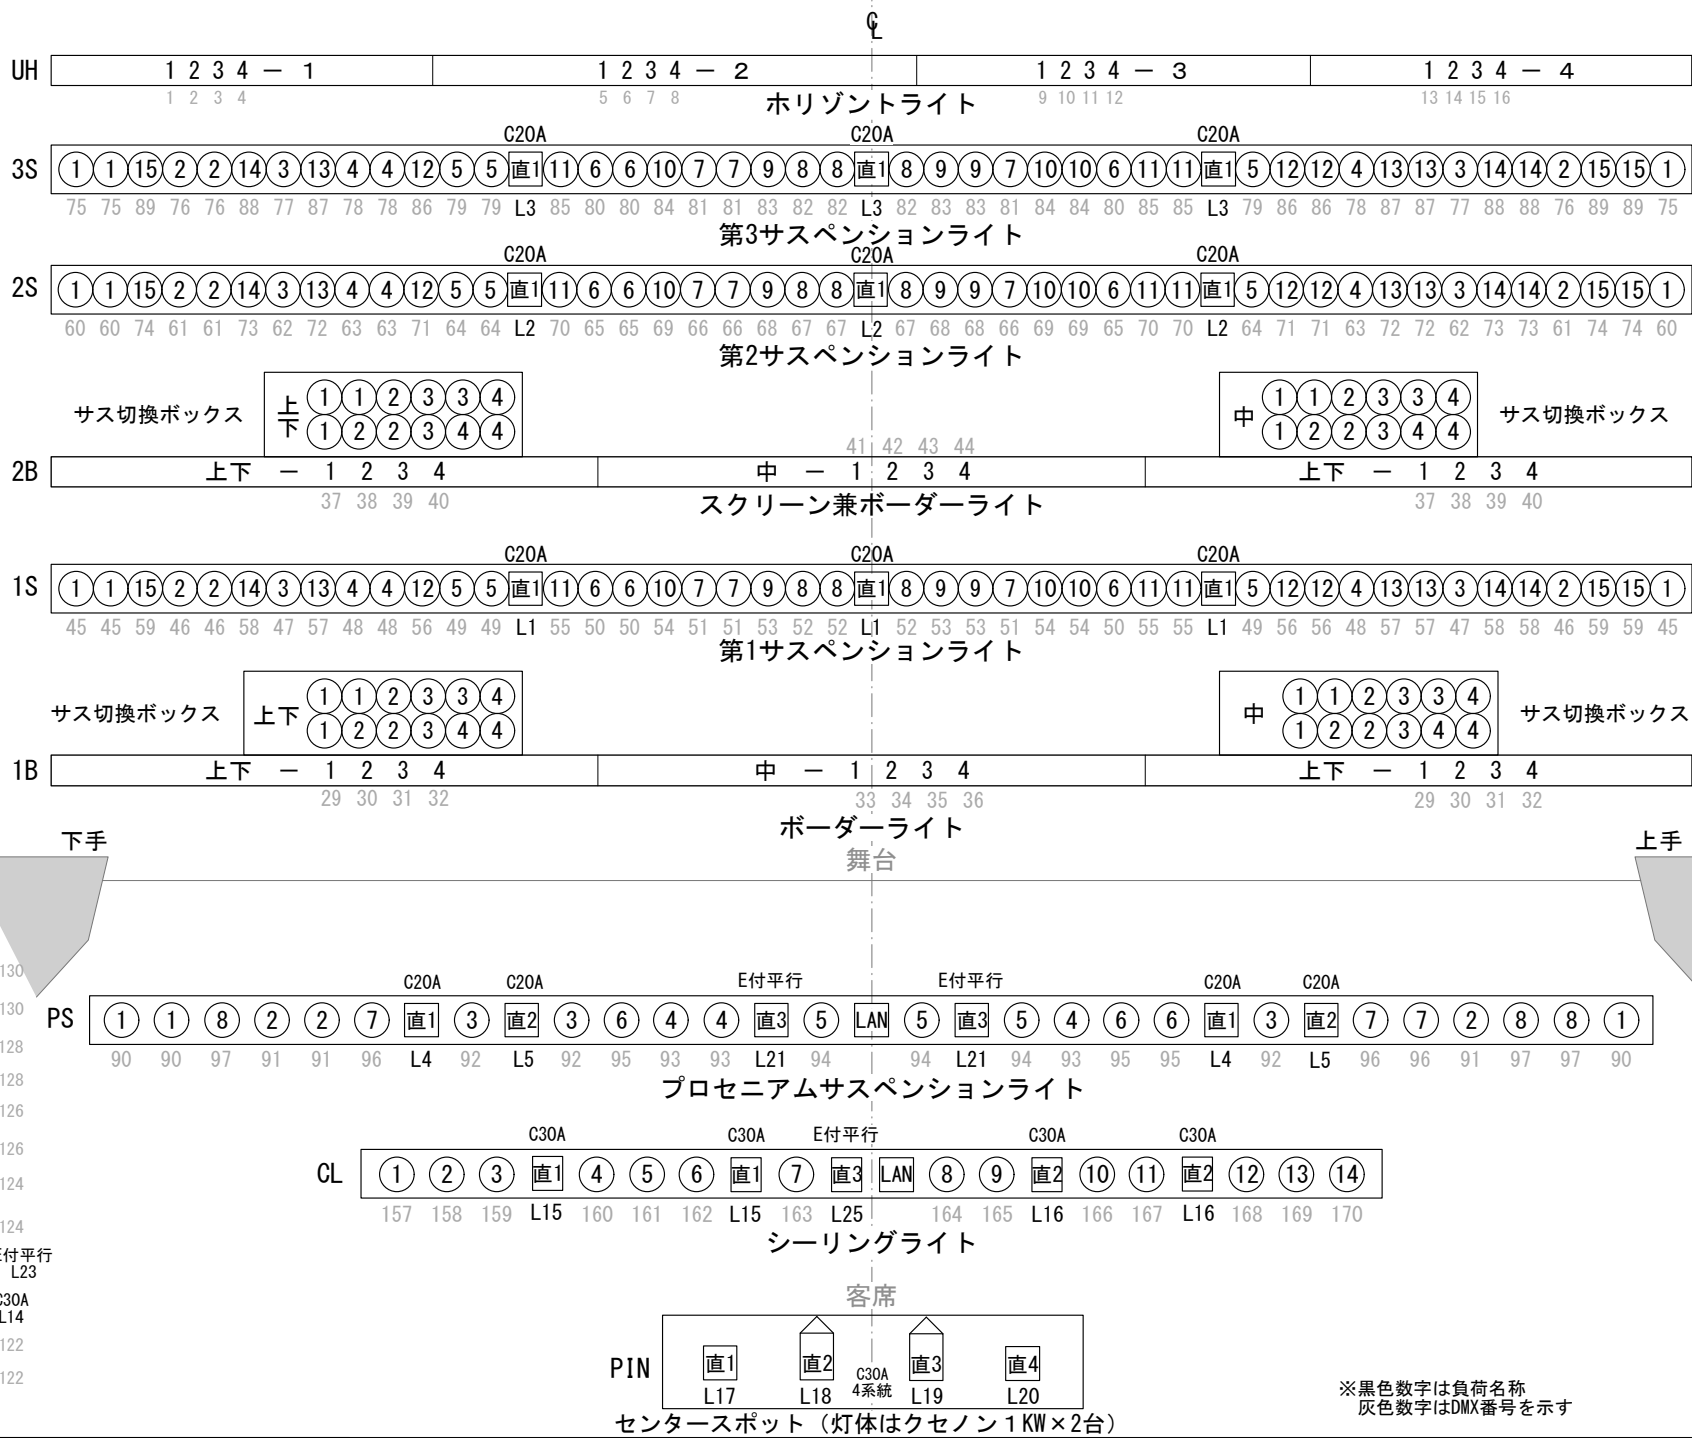 ℄
UH 1 2 3 4 － 1 1 2 3 4 － 2 1 2 3 4 － 3 1 2 3 4 － 4
1 2 3 4 5 6 7 8 9 10 11 12 13 14 15 16
ホリゾントライト
C20A C20A C20A
3S 1 1 15 2 2 14 3 13 4 4 12 5 5 直1 11 6 6 10 7 7 9 8 8 直1 8 9 9 7 10 10 6 11 11 直1 5 12 12 4 13 13 3 14 14 2 15 15 1
75 75 89 76 76 88 77 87 78 78 86 79 79 L3 85 80 80 84 81 81 83 82 82 L3 82 83 83 81 84 84 80 85 85 L3 79 86 86 78 87 87 77 88 88 76 89 89 75
第3サスペンションライト
C20A C20A C20A
2S 1 1 15 2 2 14 3 13 4 4 12 5 5 直1 11 6 6 10 7 7 9 8 8 直1 8 9 9 7 10 10 6 11 11 直1 5 12 12 4 13 13 3 14 14 2 15 15 1
60 60 74 61 61 73 62 72 63 63 71 64 64 L2 70 65 65 69 66 66 68 67 67 L2 67 68 68 66 69 69 65 70 70 L2 64 71 71 63 72 72 62 73 73 61 74 74 60
第2サスペンションライト
サス切換ボックス 上下 1 1 2 3 3 4 中 1 1 2 3 3 4 サス切換ボックス
1 2 2 3 4 4 1 2 2 3 4 4
41 42 43 44
2B 上下 － 1 2 3 4 中 － 1 2 3 4 上下 － 1 2 3 4
37 38 39 40 37 38 39 40
スクリーン兼ボーダーライト
C20A C20A C20A
1S 1 1 15 2 2 14 3 13 4 4 12 5 5 直1 11 6 6 10 7 7 9 8 8 直1 8 9 9 7 10 10 6 11 11 直1 5 12 12 4 13 13 3 14 14 2 15 15 1
45 45 59 46 46 58 47 57 48 48 56 49 49 L1 55 50 50 54 51 51 53 52 52 L1 52 53 53 51 54 54 50 55 55 L1 49 56 56 48 57 57 47 58 58 46 59 59 45
第1サスペンションライト
サス切換ボックス 上下 1 1 2 3 3 4 中 1 1 2 3 3 4 サス切換ボックス
1 2 2 3 4 4 1 2 2 3 4 4
1B 上下 － 1 2 3 4 中 － 1 2 3 4 上下 － 1 2 3 4
29 30 31 32 33 34 35 36 29 30 31 32
ボーダーライト
下手 上手
舞台
130
C20A C20A E付平行 E付平行 C20A C20A
130
PS 1 1 8 2 2 7 直1 3 直2 3 6 4 4 直3 5 LAN 5 直3 5 4 6 6 直1 3 直2 7 7 2 8 8 1
128
90 90 97 91 91 96 L4 92 L5 92 95 93 93 L21 94 94 L21 94 93 95 95 L4 92 L5 96 96 91 97 97 90
128
プロセニアムサスペンションライト
126
C30A C30A E付平行 C30A C30A
126
CL 1 2 3 直1 4 5 6 直1 7 直3 LAN 8 9 直2 10 11 直2 12 13 14
124
157 158 159 L15 160 161 162 L15 163 L25 164 165 L16 166 167 L16 168 169 170
124
シーリングライト
E付平行
L23
客席
C30A
L14
122
PIN 直1 直2 C30A 直3 直4
4系統
122
L17 L18 L19 L20
センタースポット（灯体はクセノン１KW×2台）
※黒色数字は負荷名称
灰色数字はDMX番号を示す